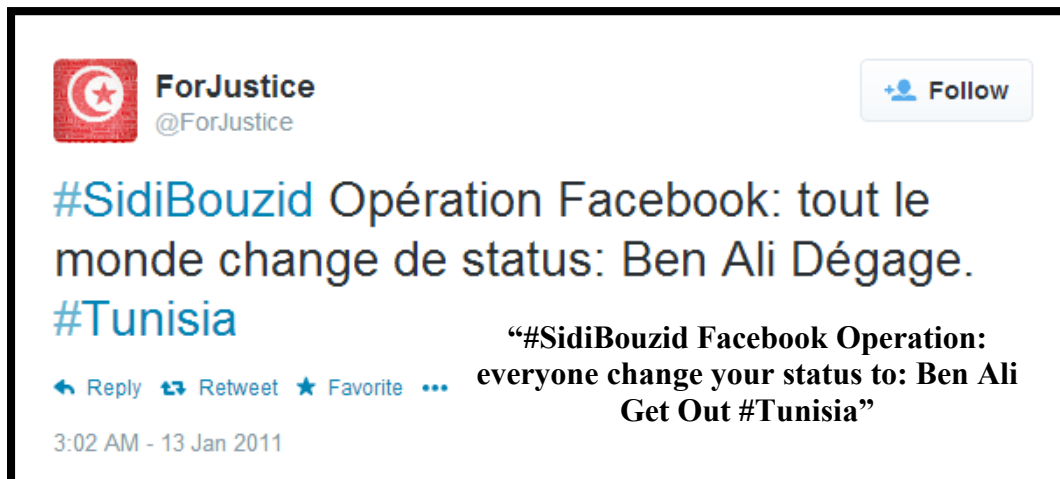 ForJustice
@ForJustice
Follow
#SidiBouzid Opération Facebook: tout le
monde change de status: Ben Ali Dégage.
#Tunisia
“#SidiBouzid Facebook Operation:
everyone change your status to: Ben Ali
Get Out #Tunisia”
Reply Retweet Favorite •••
3:02 AM - 13 Jan 2011